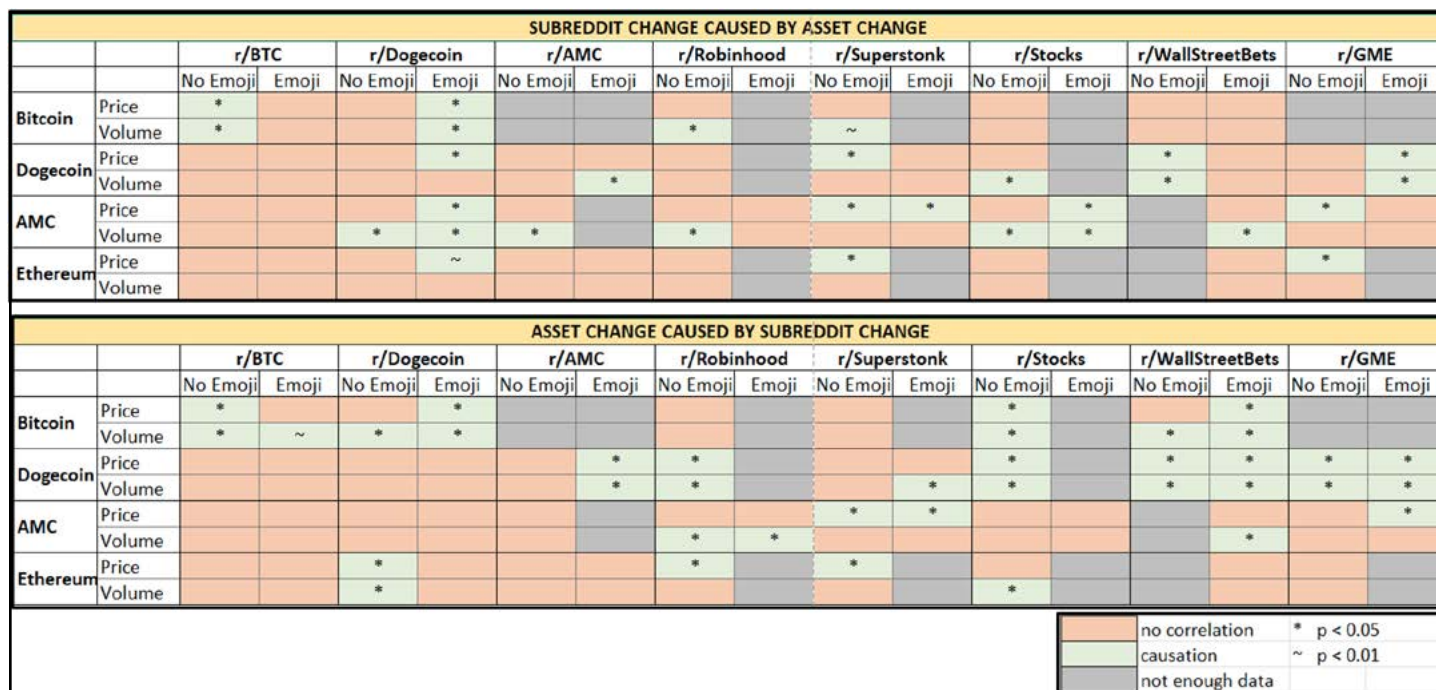 SUBREDDIT CHANGE CAUSED BY ASSET CHANGE
r/BTC r/Dogecoin r/AMC r/Robinhood r/Superstonk r/Stocks r/WallStreetBets r/GME
No Emoji Emoji No Emoji Emoji No Emoji Emoji No Emoji Emoji No Emoji Emoji No Emoji Emoji No Emoji Emoji No Emoji Emoji
Bitcoin Price * *
Volume * * * ~
Dogecoin Price * * * *
Volume * * * *
AMC Price * * * * *
Volume * * * * * * *
Ethereum Price ~ * *
Volume
ASSET CHANGE CAUSED BY SUBREDDIT CHANGE
r/BTC r/Dogecoin r/AMC r/Robinhood r/Superstonk r/Stocks r/WallStreetBets r/GME
No Emoji Emoji No Emoji Emoji No Emoji Emoji No Emoji Emoji No Emoji Emoji No Emoji Emoji No Emoji Emoji No Emoji Emoji
Bitcoin Price * * * *
Volume * ~ * * * * *
Dogecoin Price * * * * * * *
Volume * * * * * * * *
AMC Price * * *
Volume * * *
Ethereum Price * * *
Volume * *
no correlation * p < 0.05
causation ~ p < 0.01
not enough data